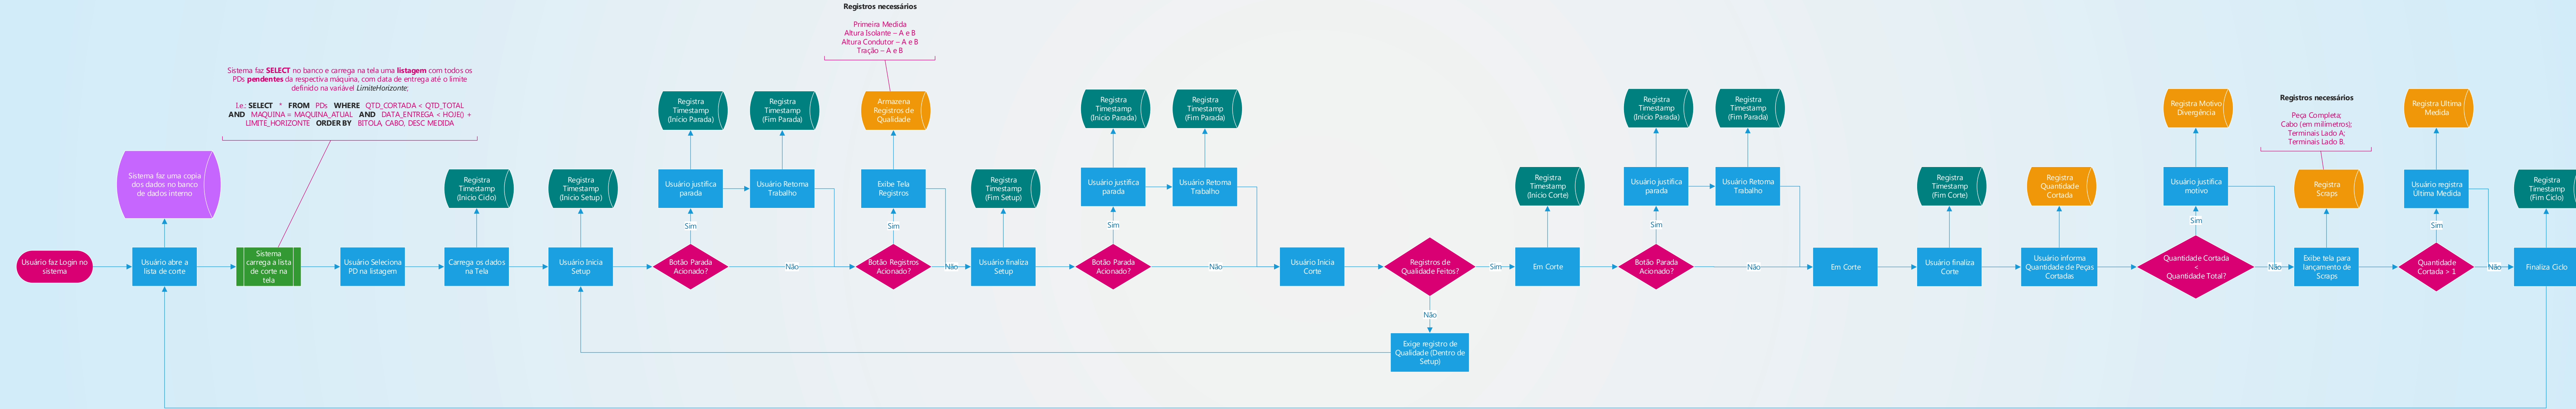 Usuário faz Login no
sistema
Sistema faz uma copia
dos dados no banco
de dados interno
Usuário abre a
lista de corte
Sistema faz SELECT no banco e carrega na tela uma listagem com todos os
PDs pendentes da respectiva máquina, com data de entrega até o limite
definido na variável LimiteHorizonte;
I.e.; SELECT * FROM PDs WHERE QTD_CORTADA < QTD_TOTAL
AND MAQUINA = MAQUINA_ATUAL AND DATA_ENTREGA < HOJE() +
LIMITE_HORIZONTE ORDER BY BITOLA, CABO, DESC MEDIDA
Sistema
carrega a lista
de corte na
tela
Usuário Seleciona
PD na listagem
Registra
Timestamp
(Inicio Ciclo)
Carrega os dados
na Tela
Registra
Timestamp
(Inicio Setup)
Usuário Inicia
Setup
Registra
Timestamp
(Inicio Parada)
Registra
Timestamp
(Fim Parada)
Usuário justifica
parada
Usuário Retoma
Trabalho
Sim
Botão Parada
Acionado?
Não
Registros necessários
Primeira Medida
Altura Isolante – A e B
Altura Condutor – A e B
Tração – A e B
Armazena
Registros de
Qualidade
Exibe Tela
Registros
Sim
Botão Registros
Acionado?
Não
Registra
Timestamp
(Fim Setup)
Usuário finaliza
Setup
Registra
Timestamp
(Inicio Parada)
Registra
Timestamp
(Fim Parada)
Usuário justifica
parada
Usuário Retoma
Trabalho
Sim
Botão Parada
Acionado?
Não
Usuário Inicia
Corte
Registros de
Qualidade Feitos?
Sim
Não
Exige registro de
Qualidade (Dentro de
Setup)
Registra
Timestamp
(Inicio Corte)
Em Corte
Registra
Timestamp
(Inicio Parada)
Registra
Timestamp
(Fim Parada)
Usuário justifica
parada
Usuário Retoma
Trabalho
Sim
Botão Parada
Acionado?
Não
Em Corte
Registra
Timestamp
(Fim Corte)
Usuário finaliza
Corte
Registra
Quantidade
Cortada
Usuário informa
Quantidade de Peças
Cortadas
Registra Motivo
Divergência
Usuário justifica
motivo
Sim
Quantidade Cortada
<
Quantidade Total?
Não
Registros necessários
Peça Completa;
Cabo (em milímetros);
Terminais Lado A;
Terminais Lado B.
Registra
Scraps
Exibe tela para
lançamento de
Scraps
Registra Ultima
Medida
Usuário registra
Última Medida
Sim
Quantidade
Cortada > 1
Não
Registra
Timestamp
(Fim Ciclo)
Finaliza Ciclo